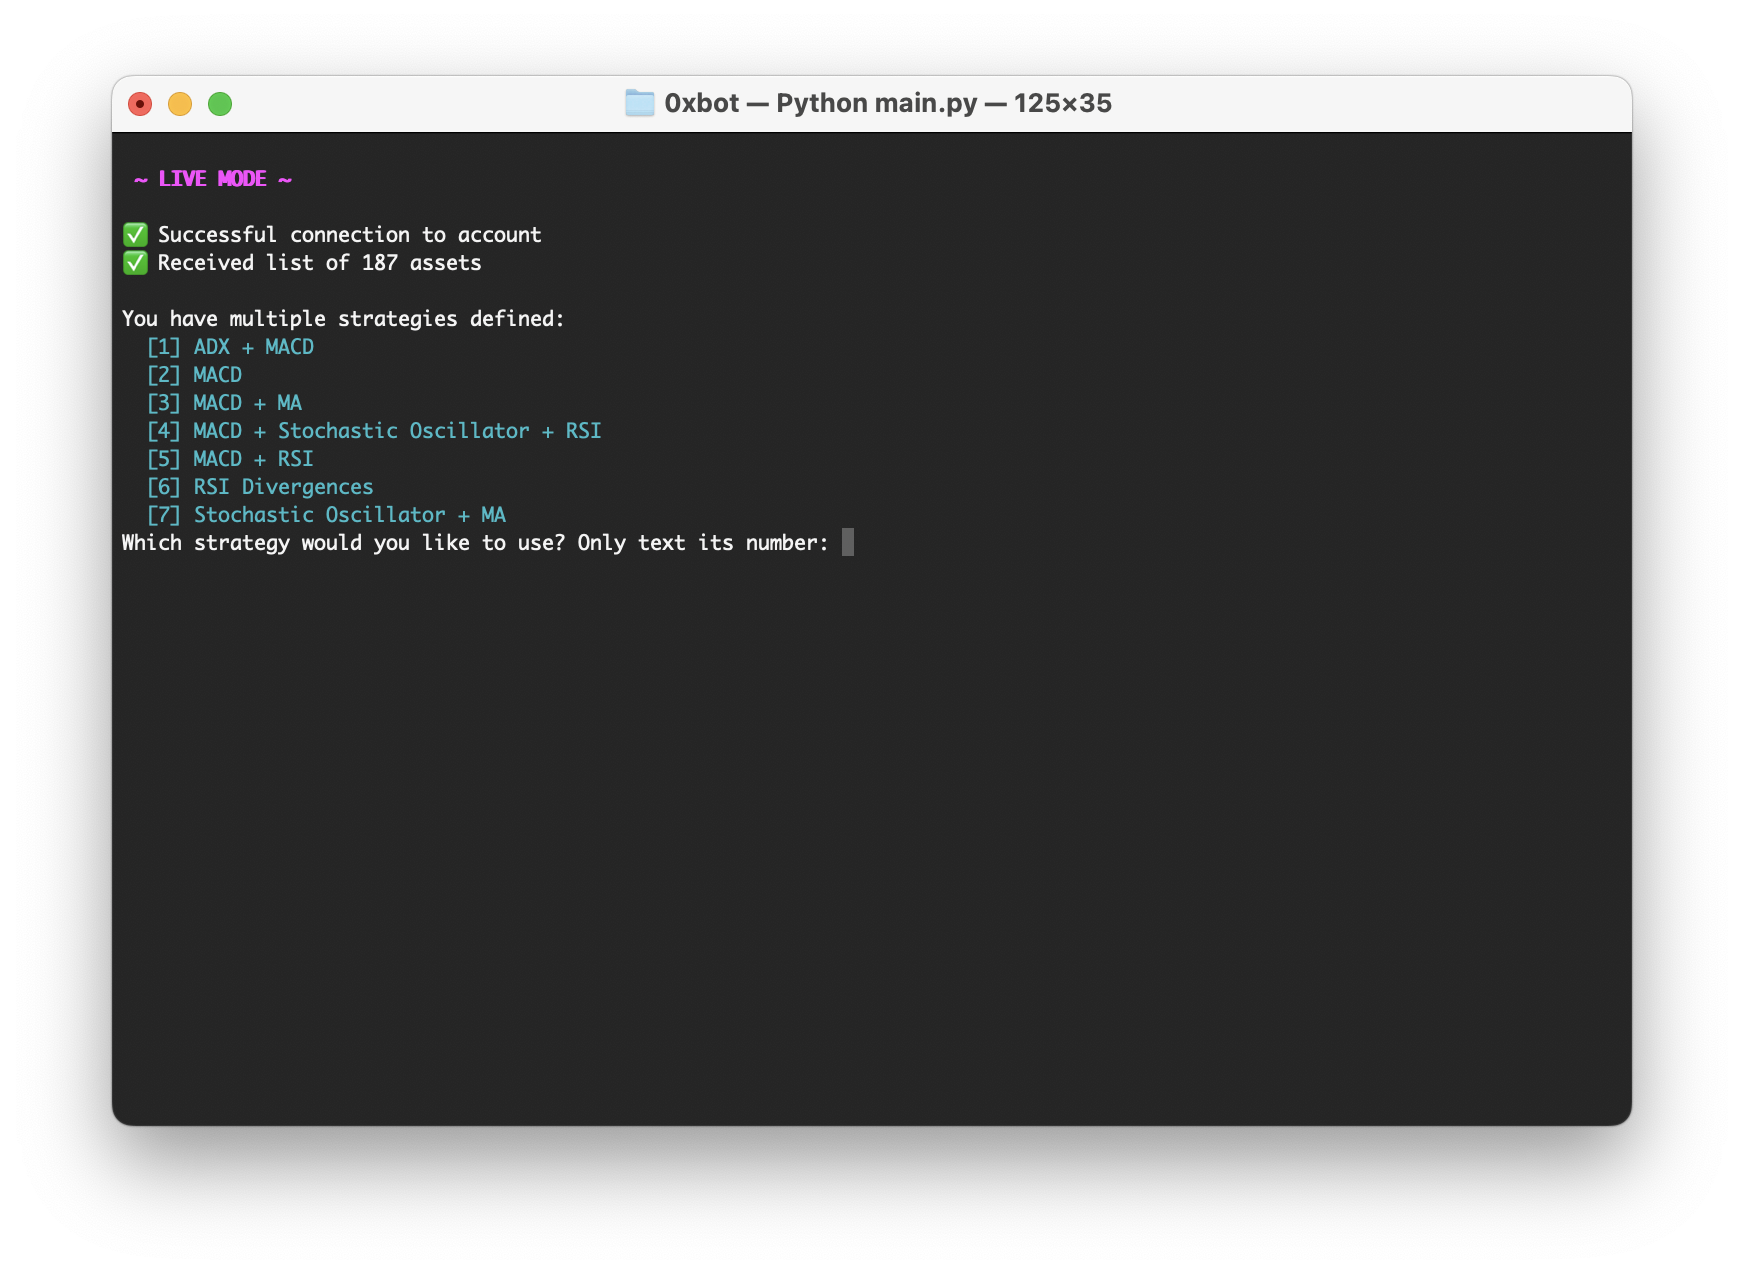 0xbot — Python main.py — 125×35
~ LIVE MODE ~
✅ Successful connection to account
✅ Received list of 187 assets
You have multiple strategies defined:
[1] ADX + MACD
[2] MACD
[3] MACD + MA
[4] MACD + Stochastic Oscillator + RSI
[5] MACD + RSI
[6] RSI Divergences
[7] Stochastic Oscillator + MA
Which strategy would you like to use? Only text its number: